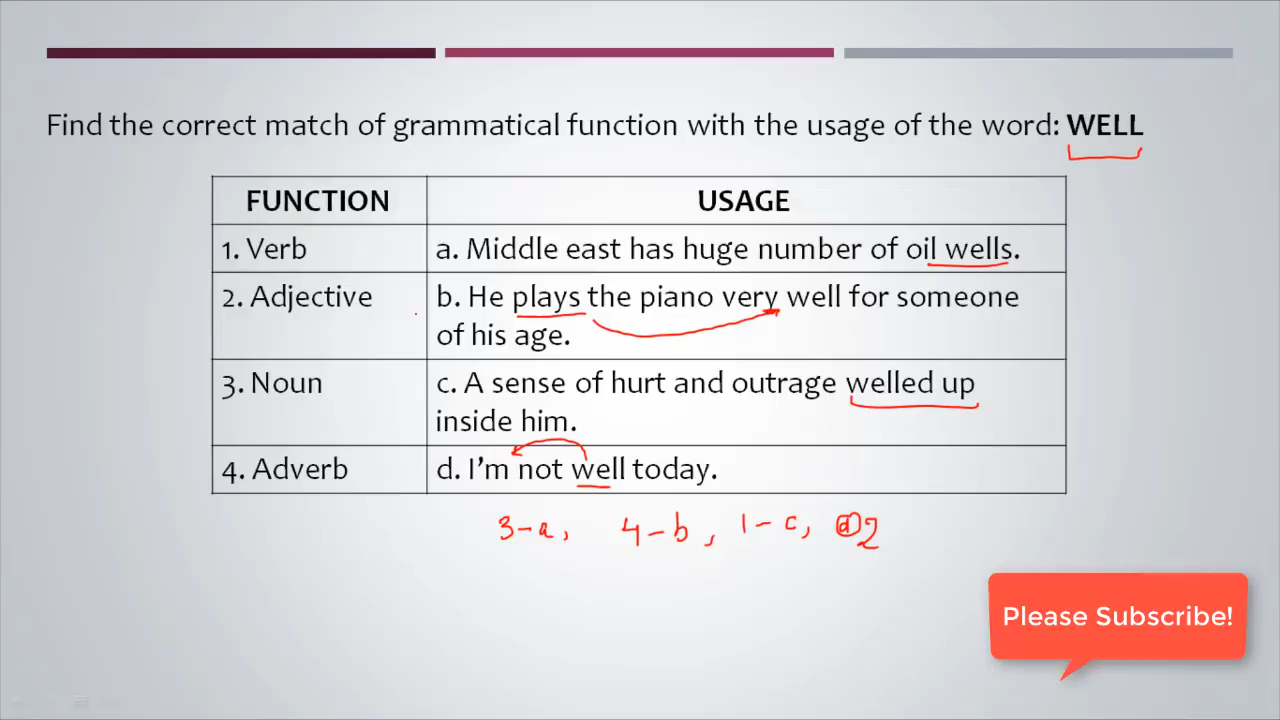 Find the correct match of grammatical function with the usage of the word: WELL
FUNCTION USAGE
1. Verb a. Middle east has huge number of oil wells.
2. Adjective b. He plays the piano very well for someone
of his age.
3. Noun c. A sense of hurt and outrage welled up
inside him.
4. Adverb d. I'm not well today.
3-a, 4-b, 1-c, d 2
Please Subscribe!